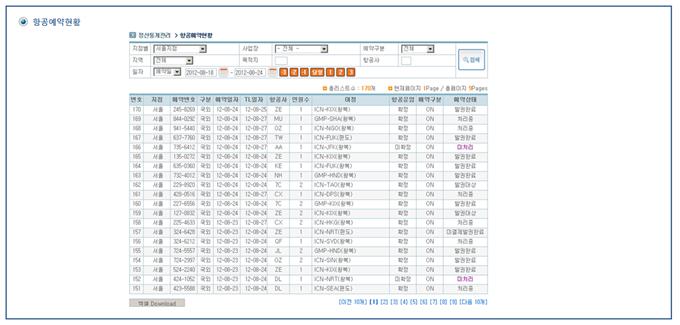 항공예약현황
정산통계관리 > 항공예약현황
지점별 서울지점 사업장 - 전체 - 예약구분 전체
지역 전체 목적지 항공사
일자 예약일 2012-08-18 - 2012-08-24 -3 -2 -1 당일 1 2 3 검색
총리스트수 : 170개 현재페이지 1Page / 총페이지 9Pages
번호 지점 예약번호 구분 예약일자 TL일자 항공사 인원수 여정 항공운영 예약구분 예약상태
170 서울 245-8269 국외 12-08-24 12-08-25 ZE 1 ICN-KIX(왕복) 확정 ON 발권완료
169 서울 844-0292 국외 12-08-24 12-08-27 MU 1 GMP-SHA(왕복) 확정 ON 처리중
168 서울 941-5440 국외 12-08-24 12-08-27 OZ 1 ICN-NGO(왕복) 확정 ON 처리중
167 서울 637-7760 국외 12-08-24 12-08-27 TW 1 ICN-FUK(편도) 확정 ON 발권완료
166 서울 735-6412 국외 12-08-24 12-08-27 AA 1 ICN-JFK(왕복) 미확정 ON 미처리
165 서울 135-0272 국외 12-08-24 12-08-24 ZE 1 ICN-KIX(왕복) 확정 ON 발권완료
164 서울 635-0360 국외 12-08-24 12-08-24 KE 1 ICN-FUK(왕복) 확정 ON 발권완료
163 서울 732-4012 국외 12-08-24 12-08-24 NH 1 GMP-HND(왕복) 확정 ON 발권완료
162 서울 229-8920 국외 12-08-24 12-08-24 7C 2 ICN-TAO(왕복) 확정 ON 발권대상
161 서울 428-0516 국외 12-08-24 12-08-27 CX 1 ICN-DPS(왕복) 확정 ON 처리중
160 서울 227-6556 국외 12-08-24 12-08-24 7C 2 GMP-KIX(왕복) 확정 ON 발권완료
159 서울 127-0832 국외 12-08-24 12-08-24 ZE 2 ICN-KIX(왕복) 확정 ON 발권대상
158 서울 225-4633 국외 12-08-24 12-08-27 CX 2 ICN-HKG(왕복) 확정 ON 처리중
157 서울 324-6428 국외 12-08-23 12-08-24 ZE 1 ICN-NRT(편도) 확정 ON 미결제발권완료
156 서울 324-6212 국외 12-08-23 12-08-24 QF 1 ICN-SYD(왕복) 확정 ON 처리중
155 서울 724-5557 국외 12-08-23 12-08-24 JL 2 GMP-HND(왕복) 확정 ON 발권완료
154 서울 724-2997 국외 12-08-23 12-08-24 OZ 2 ICN-SIN(왕복) 확정 ON 발권완료
153 서울 524-2240 국외 12-08-23 12-08-24 ZE 1 ICN-KIX(왕복) 확정 ON 발권완료
152 서울 424-1052 국외 12-08-23 12-08-24 DL 1 ICN-NRT(왕복) 미확정 ON 미처리
151 서울 423-5588 국외 12-08-23 12-08-24 DL 1 ICN-SEA(편도) 확정 ON 처리중
엑셀 Download [이전 10개] [1] [2] [3] [4] [5] [6] [7] [8] [9] [다음 10개]